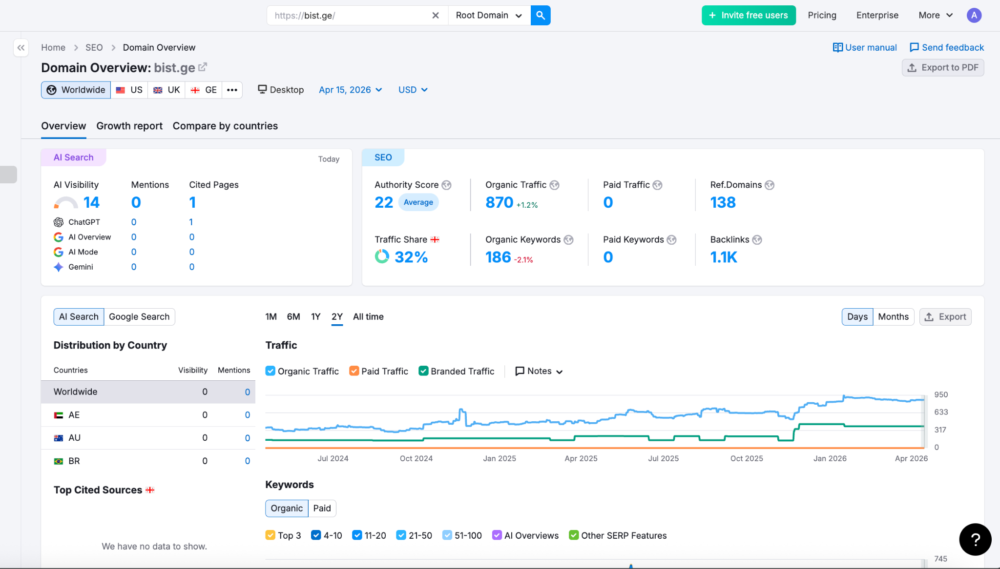 https://bist.ge/
Root Domain
+ Invite free users
Pricing
Enterprise
More
A
Home > SEO > Domain Overview
User manual
Send feedback
Domain Overview: bist.ge
Export to PDF
Worldwide
US
UK
GE
Desktop
Apr 15, 2026
USD
Overview
Growth report
Compare by countries
AI Search
Today
AI Visibility
Mentions
Cited Pages
14
0
1
ChatGPT 0 1
AI Overview 0 0
AI Mode 0 0
Gemini 0 0
SEO
Authority Score
22
Average
Organic Traffic
870 +1.2%
Paid Traffic
0
Ref.Domains
138
Traffic Share
32%
Organic Keywords
186 -2.1%
Paid Keywords
0
Backlinks
1.1K
AI Search
Google Search
Distribution by Country
Countries Visibility Mentions
Worldwide 0 0
AE 0 0
AU 0 0
BR 0 0
Top Cited Sources
We have no data to show.
1M 6M 1Y 2Y All time
Days
Months
Export
Traffic
Organic Traffic
Paid Traffic
Branded Traffic
Notes
950
633
317
0
Jul 2024
Oct 2024
Jan 2025
Apr 2025
Jul 2025
Oct 2025
Jan 2026
Apr 2026
Keywords
Organic
Paid
Top 3
4-10
11-20
21-50
51-100
AI Overviews
Other SERP Features
745
?